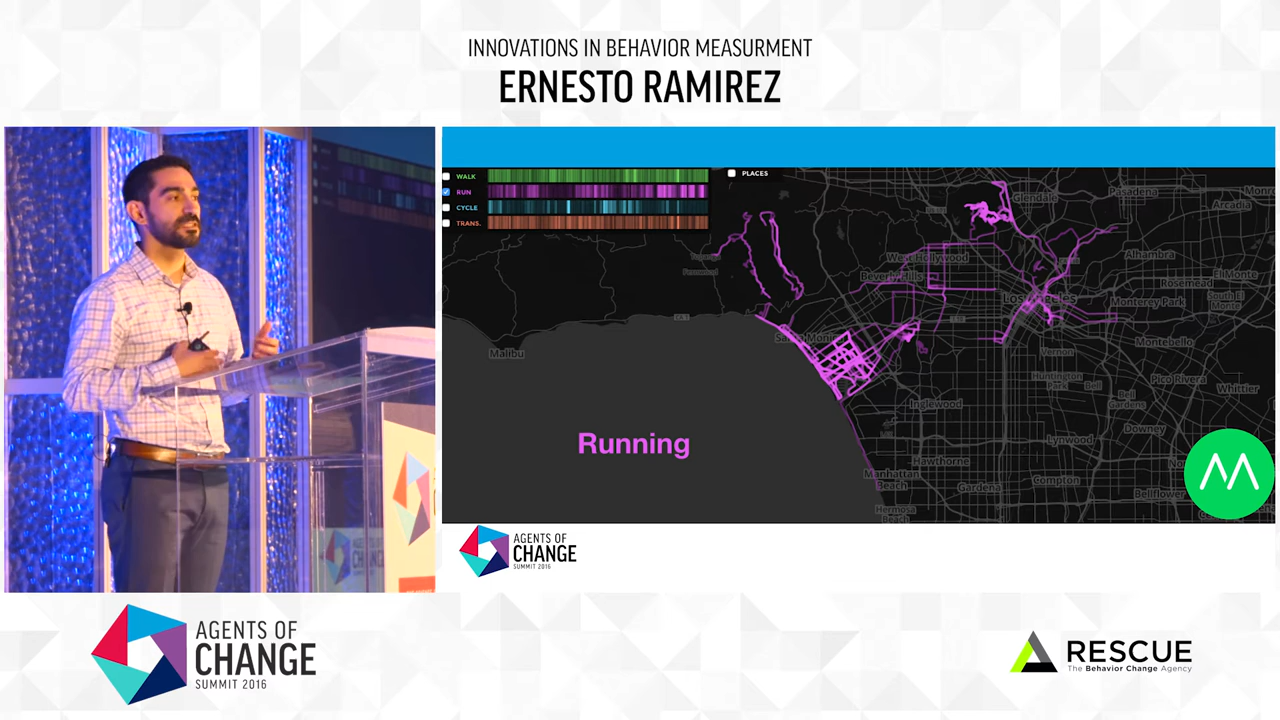 INNOVATIONS IN BEHAVIOR MEASURMENT
ERNESTO RAMIREZ
WALK
RUN
CYCLE
TRANS.
PLACES
Glendale
Pasadena
Arcadia
West Hollywood
Beverly Hills
Alhambra
El Monte
Rosemead
South El
Monte
Los Angeles
Monterey Park
Malibu
Montebello
Vernon
Huntington
Park
Bell
Pico Rivera
Whittier
Bell
Gardens
Inglewood
Downey
Lynwood
Running
Hawthorne
Manhattan
Beach
Gardena
Compton
Bellflower
Hermosa
Beach
AGENTS OF
CHANGE
SUMMIT 2016
AGENTS OF
CHANGE
SUMMIT 2016
RESCUE
The Behavior Change Agency